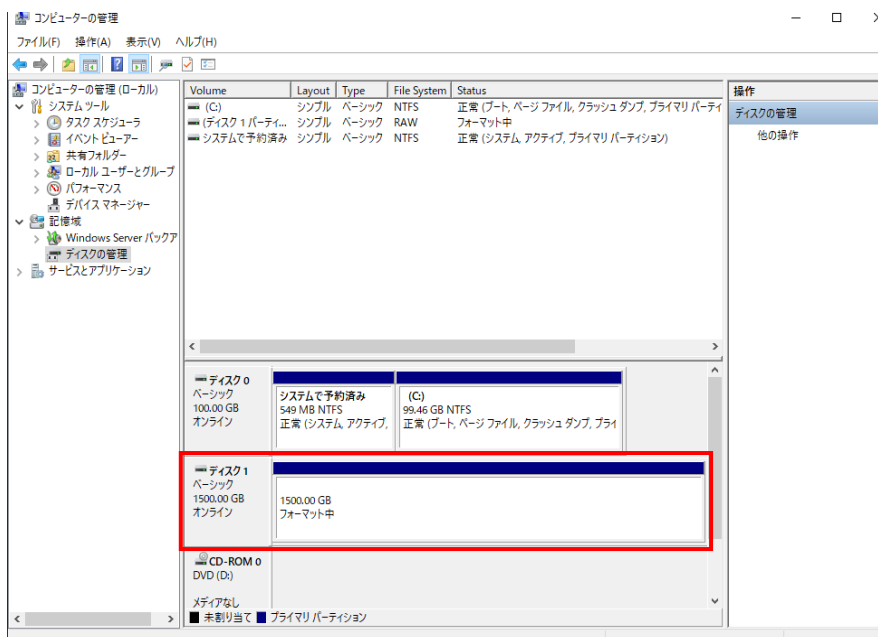 コンピューターの管理
ファイル(F) 操作(A) 表示(V) ヘルプ(H)
コンピューターの管理 (ローカル)
システム ツール
タスク スケジューラ
イベント ビューアー
共有フォルダー
ローカル ユーザーとグループ
パフォーマンス
デバイス マネージャー
記憶域
Windows Server バックア
ディスクの管理
サービスとアプリケーション
Volume Layout Type File System Status
(C:) シンプル ベーシック NTFS 正常 (ブート, ページ ファイル, クラッシュ ダンプ, プライマリ パーティ
(ディスク 1 パーティ... シンプル ベーシック RAW フォーマット中
システムで予約済み シンプル ベーシック NTFS 正常 (システム, アクティブ, プライマリ パーティション)
ディスク 0
ベーシック
100.00 GB
オンライン
システムで予約済み
549 MB NTFS
正常 (システム, アクティブ,
(C:)
99.46 GB NTFS
正常 (ブート, ページ ファイル, クラッシュ ダンプ, プライ
ディスク 1
ベーシック
1500.00 GB
オンライン
1500.00 GB
フォーマット中
CD-ROM 0
DVD (D:)
メディアなし
未割り当て プライマリ パーティション
操作
ディスクの管理
他の操作